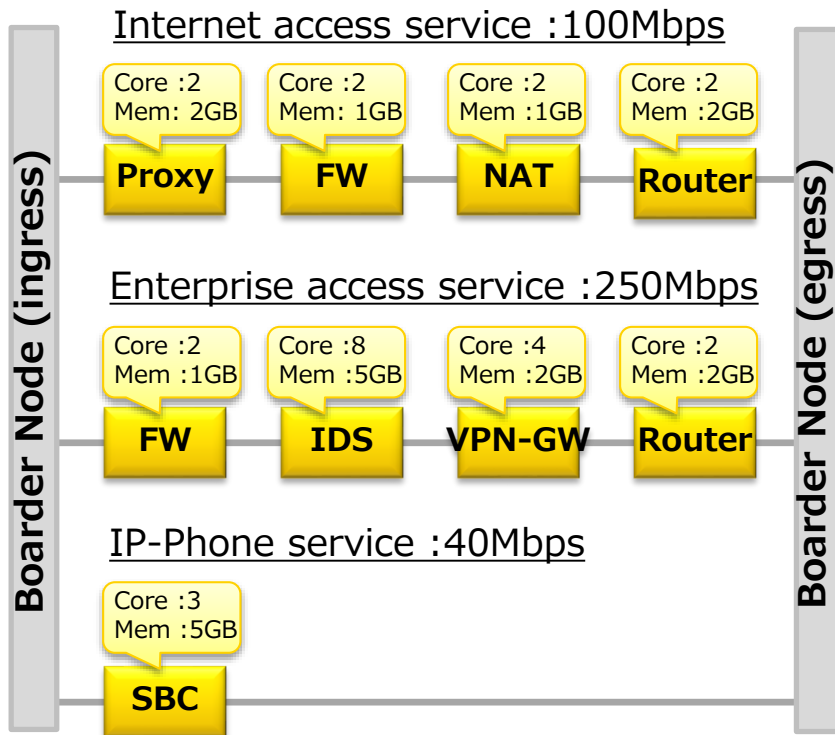 Internet access service :100Mbps
Core :2
Mem: 2GB
Core :2
Mem: 1GB
Core :2
Mem :1GB
Core :2
Mem :2GB
Proxy
FW
NAT
Router
Enterprise access service :250Mbps
Core :2
Mem :1GB
Core :8
Mem :5GB
Core :4
Mem :2GB
Core :2
Mem :2GB
FW
IDS
VPN-GW
Router
IP-Phone service :40Mbps
Core :3
Mem :5GB
SBC
Boarder Node (ingress)
Boarder Node (egress)